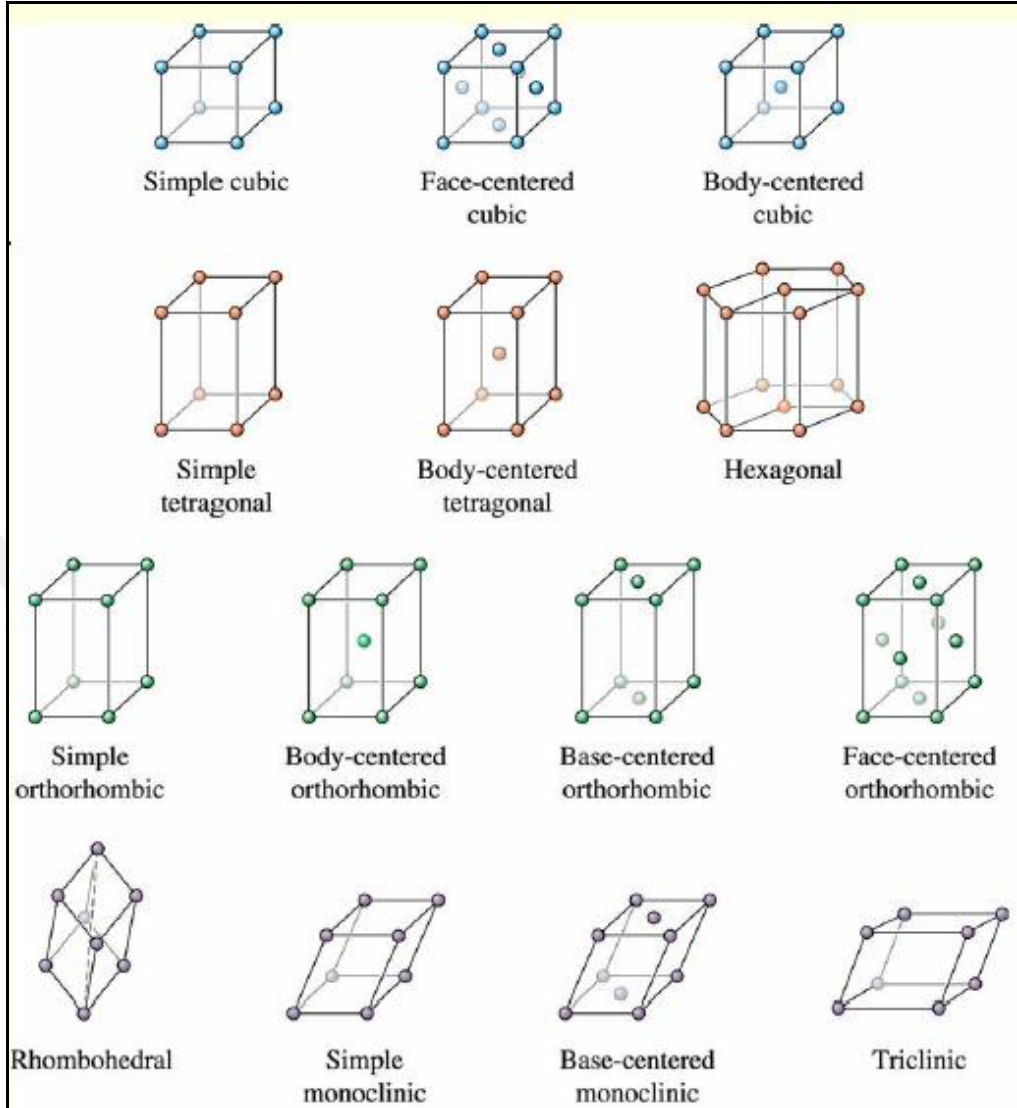 Simple cubic
Face-centered
cubic
Body-centered
cubic
Simple
tetragonal
Body-centered
tetragonal
Hexagonal
Simple
orthorhombic
Body-centered
orthorhombic
Base-centered
orthorhombic
Face-centered
orthorhombic
Rhombohedral
Simple
monoclinic
Base-centered
monoclinic
Triclinic